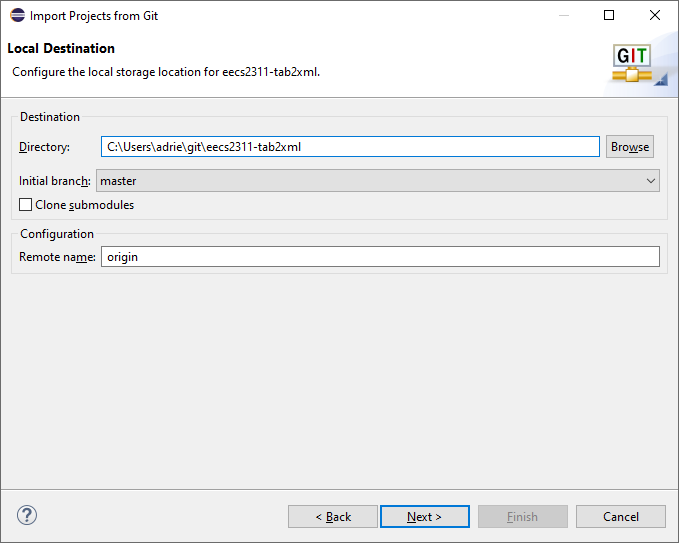 Import Projects from Git
Local Destination
Configure the local storage location for eecs2311-tab2xml.
GIT
Destination
Directory: C:\Users\adrie\git\eecs2311-tab2xml Browse
Initial branch: master
Clone submodules
Configuration
Remote name: origin
? < Back Next > Finish Cancel